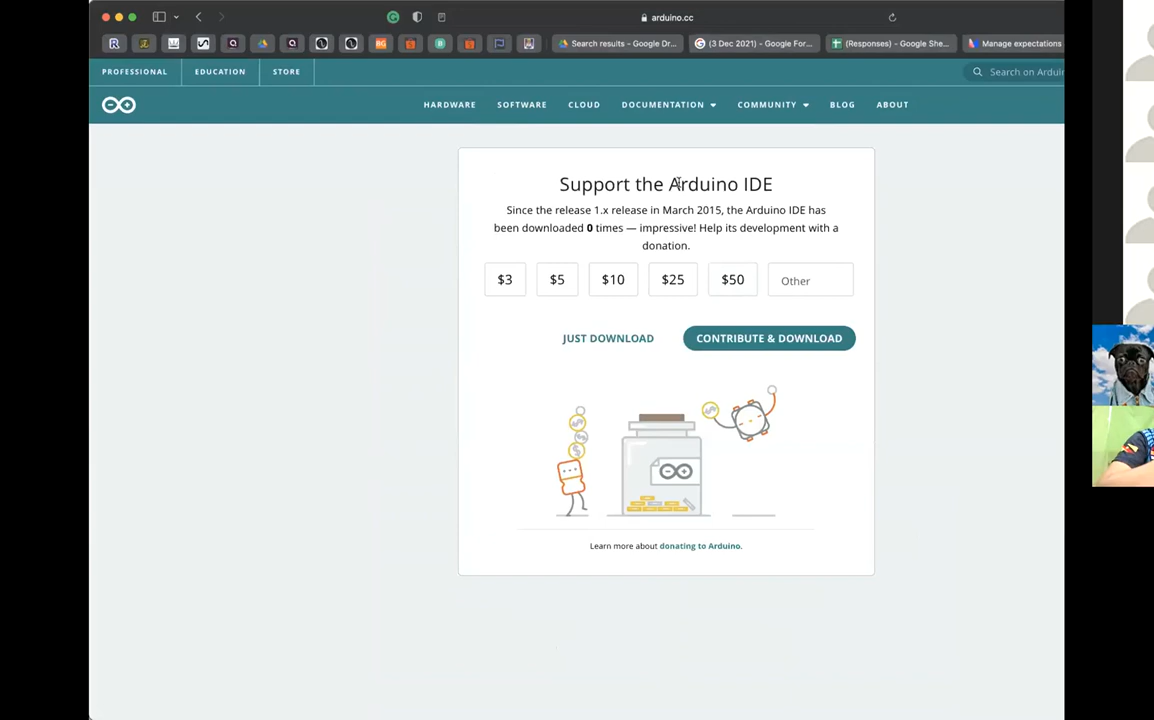 arduino.cc
Search results - Google Dr...
(3 Dec 2021) - Google For...
(Responses) - Google She...
Manage expectations
PROFESSIONAL
EDUCATION
STORE
Search on Ardui
HARDWARE
SOFTWARE
CLOUD
DOCUMENTATION
COMMUNITY
BLOG
ABOUT
Support the Arduino IDE
Since the release 1.x release in March 2015, the Arduino IDE has
been downloaded 0 times — impressive! Help its development with a
donation.
$3
$5
$10
$25
$50
Other
JUST DOWNLOAD
CONTRIBUTE & DOWNLOAD
Learn more about donating to Arduino.